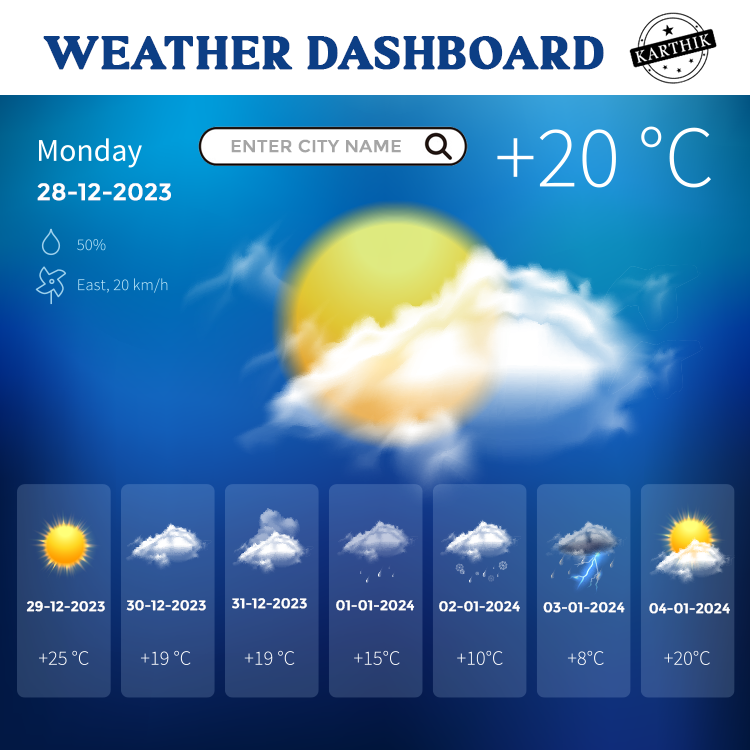 WEATHER DASHBOARD
KARTHIK
Monday
28-12-2023
ENTER CITY NAME
+20 °C
50%
East, 20 km/h
29-12-2023
30-12-2023
31-12-2023
01-01-2024
02-01-2024
03-01-2024
04-01-2024
+25 °C
+19 °C
+19 °C
+15°C
+10°C
+8°C
+20°C